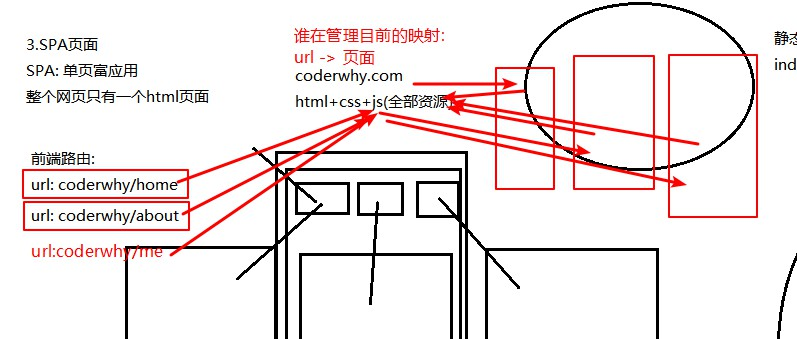 3.SPA页面
SPA: 单页富应用
整个网页只有一个html页面
谁在管理目前的映射:
url -> 页面
coderwhy.com
html+css+js(全部资源)
静态
ind
前端路由:
url: coderwhy/home
url: coderwhy/about
url:coderwhy/me